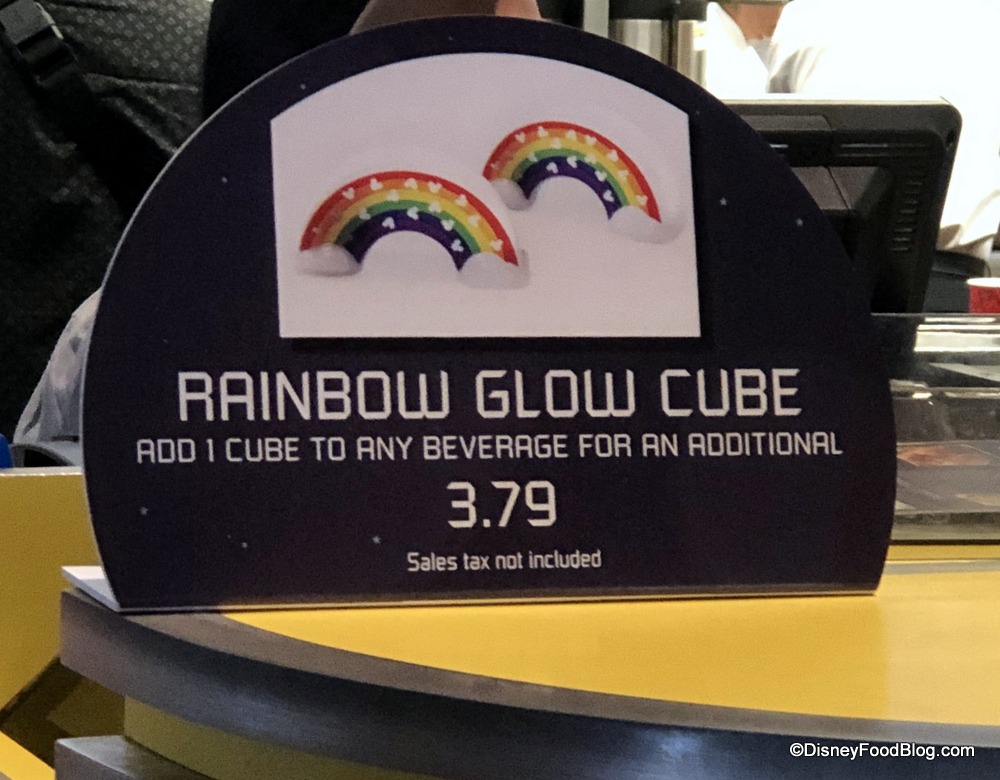 RAINBOW GLOW CUBE
ADD 1 CUBE TO ANY BEVERAGE FOR AN ADDITIONAL
3.79
Sales tax not included
©DisneyFoodBlog.com